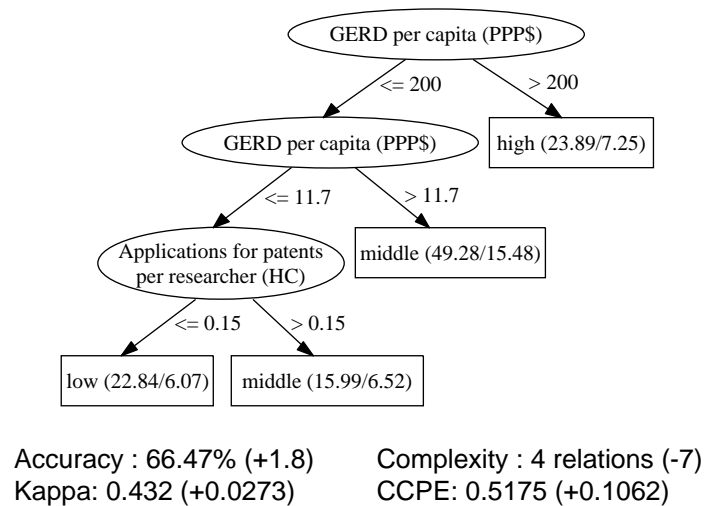 GERD per capita (PPP$)
<= 200
> 200
GERD per capita (PPP$)
high (23.89/7.25)
<= 11.7
> 11.7
Applications for patents
per researcher (HC)
middle (49.28/15.48)
<= 0.15
> 0.15
low (22.84/6.07)
middle (15.99/6.52)
Accuracy : 66.47% (+1.8)
Complexity : 4 relations (-7)
Kappa: 0.432 (+0.0273)
CCPE: 0.5175 (+0.1062)